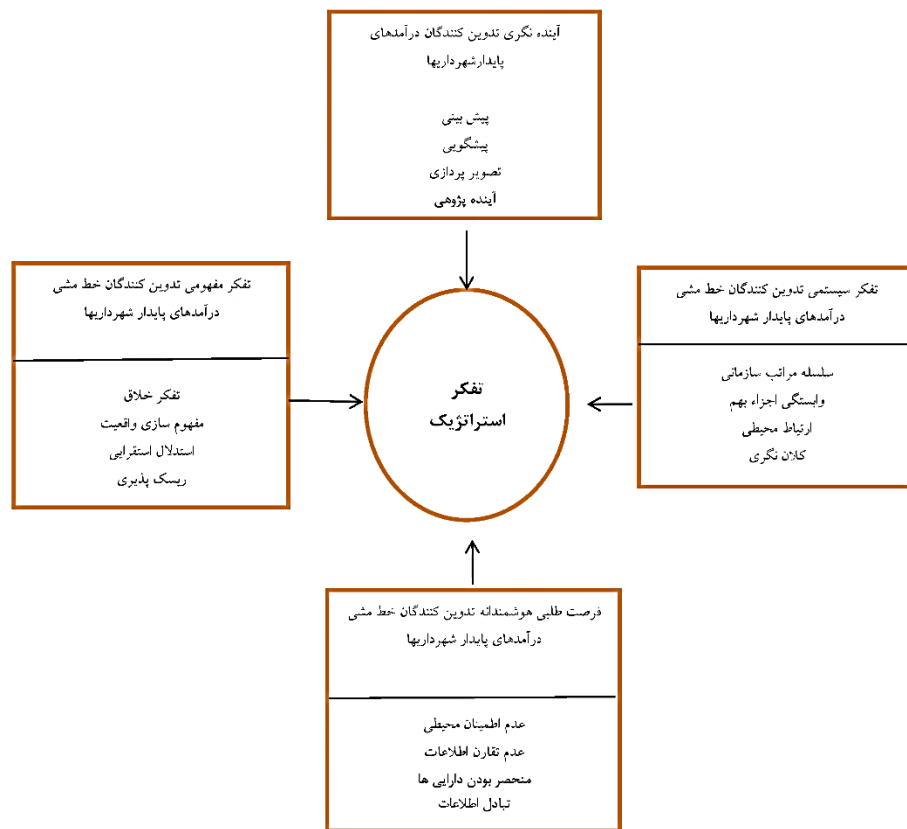 آینده نگری تدوین کنندگان درآمدهای
پایدارشهرداریها
پیش بینی
پیشگویی
تصویر پردازی
آینده پژوهی
تفکر سیستمی تدوین کنندگان خط مشی
درآمدهای پایدار شهرداریها
سلسله مراتب سازمانی
وابستگی اجزاء بهم
ارتباط محیطی
کلان نگری
تفکر
استراتژیک
تفکر مفهومی تدوین کنندگان خط مشی
درآمدهای پایدار شهرداریها
تفکر خلاق
مفهوم سازی واقعیت
استدلال استقرایی
ریسک پذیری
فرصت طلبی هوشمندانه تدوین کنندگان خط مشی
درآمدهای پایدار شهرداریها
عدم اطمینان محیطی
عدم تقارن اطلاعات
منحصر بودن دارایی ها
تبادل اطلاعات